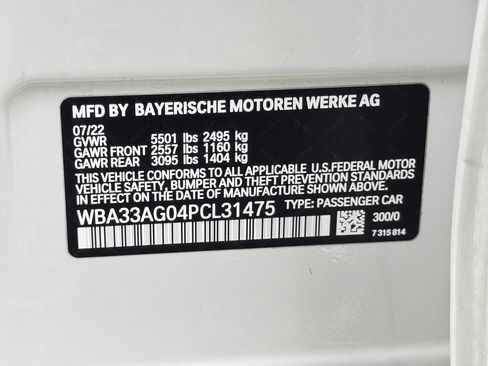 MFD BY BAYERISCHE MOTOREN WERKE AG
07/22
GVWR 5501 lbs 2495 kg
GAWR FRONT 2557 lbs 1160 kg
GAWR REAR 3095 lbs 1404 kg
THIS VEHICLE CONFORMS TO ALL APPLICABLE U.S.FEDERAL MOTOR
VEHICLE SAFETY AND THEFT PREVENTION STANDARDS
IN EFFECT ON THE DATE OF MANUFACTURE SHOWN ABOVE.
WBA33AG04PCL31475 TYPE: PASSENGER CAR
300/0
7 315 814